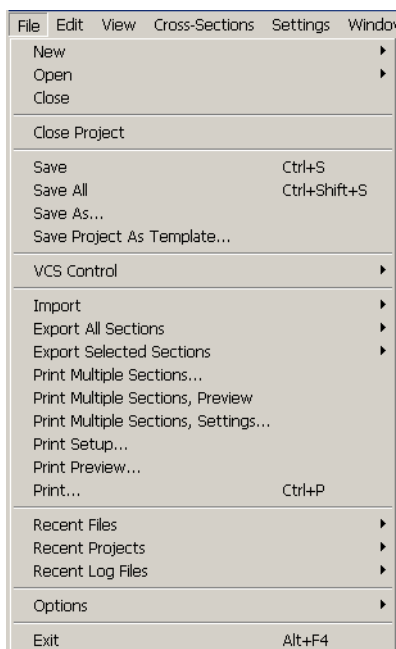 File Edit View Cross-Sections Settings Windo
New
Open
Close
Close Project
Save Ctrl+S
Save All Ctrl+Shift+S
Save As...
Save Project As Template...
VCS Control
Import
Export All Sections
Export Selected Sections
Print Multiple Sections...
Print Multiple Sections, Preview
Print Multiple Sections, Settings...
Print Setup...
Print Preview...
Print... Ctrl+P
Recent Files
Recent Projects
Recent Log Files
Options
Exit Alt+F4